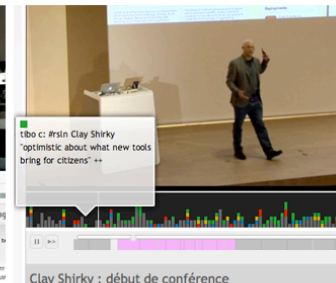 tibo c: #rsln Clay Shirky
"optimistic about what new tools
bring for citizens" ++
Clay Shirky : début de conférence